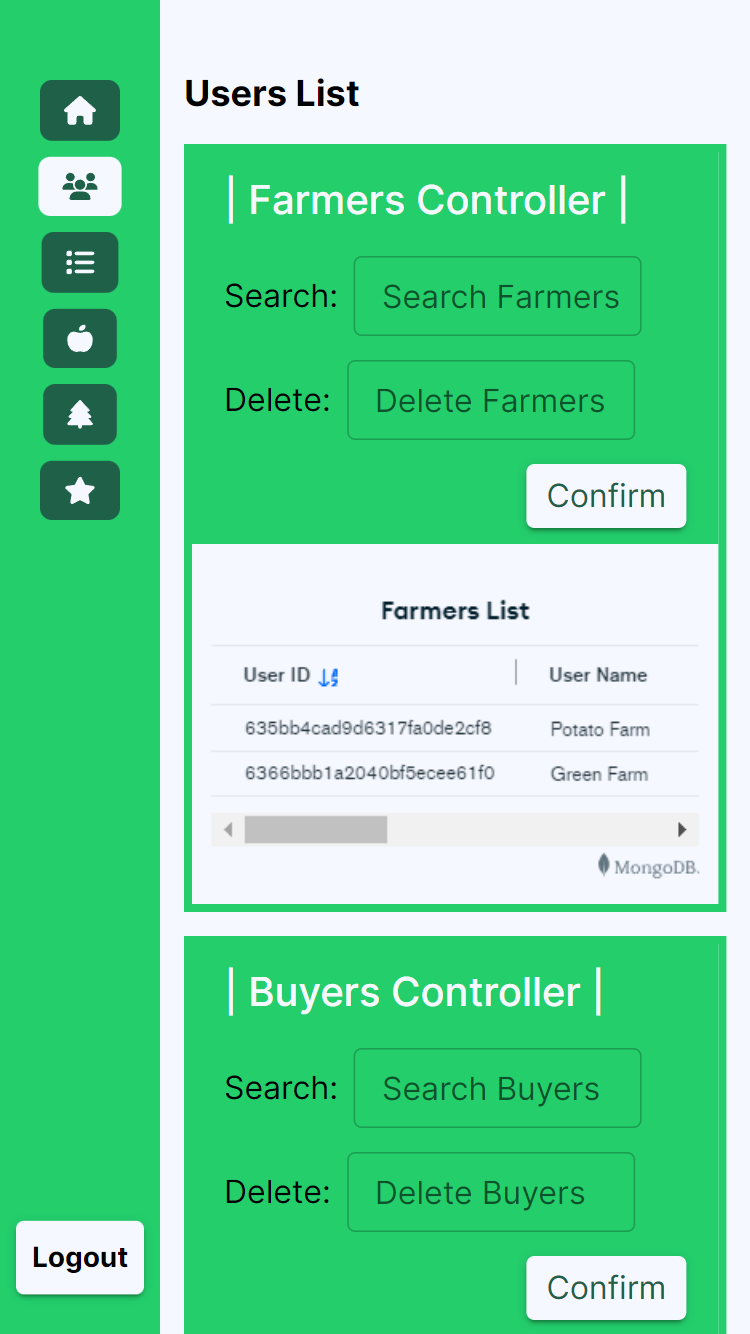 Users List
| Farmers Controller |
Search: Search Farmers
Delete: Delete Farmers
Confirm
Farmers List
User ID User Name
635bb4cad9d6317fa0de2cf8 Potato Farm
6366bbb1a2040bf5ecee61f0 Green Farm
MongoDB.
| Buyers Controller |
Search: Search Buyers
Delete: Delete Buyers
Confirm
Logout